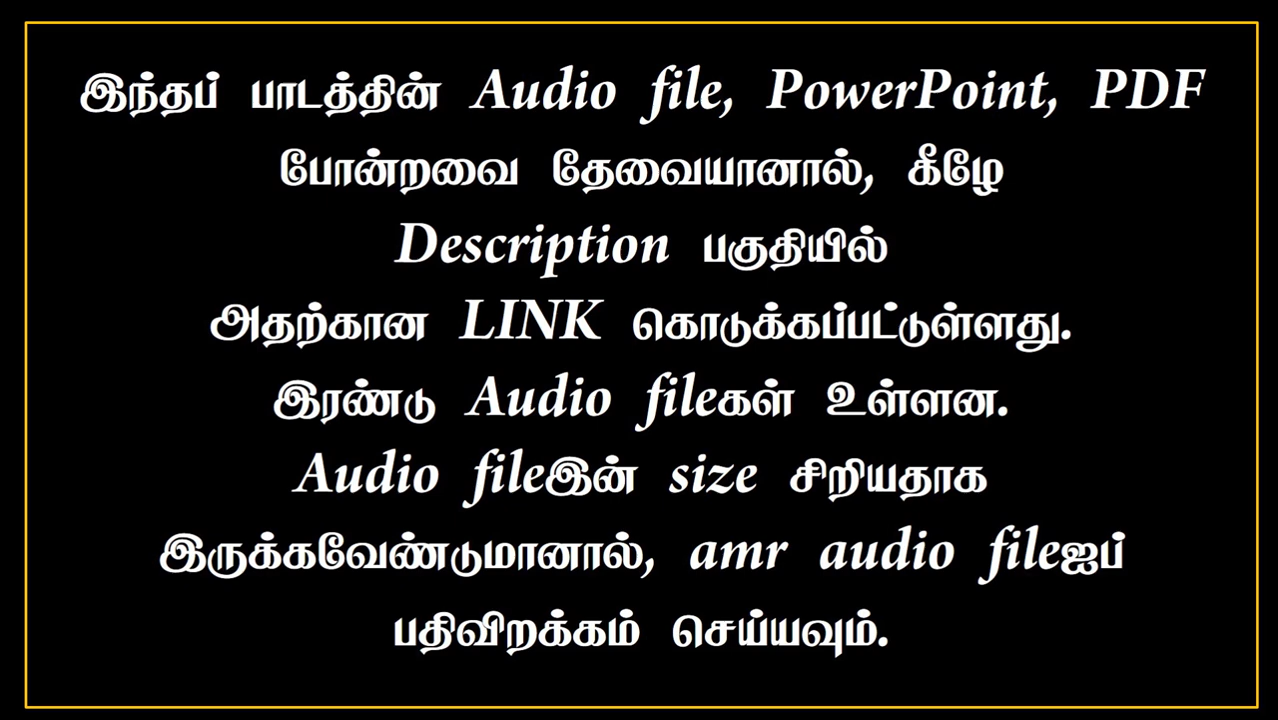 இந்தப் பாடத்தின் Audio file, PowerPoint, PDF
போன்றவை தேவையானால், கீழே
Description பகுதியில்
அதற்கான LINK கொடுக்கப்பட்டுள்ளது.
இரண்டு Audio fileகள் உள்ளன.
Audio fileஇன் size சிறியதாக
இருக்கவேண்டுமானால், amr audio fileஐப்
பதிவிறக்கம் செய்யவும்.